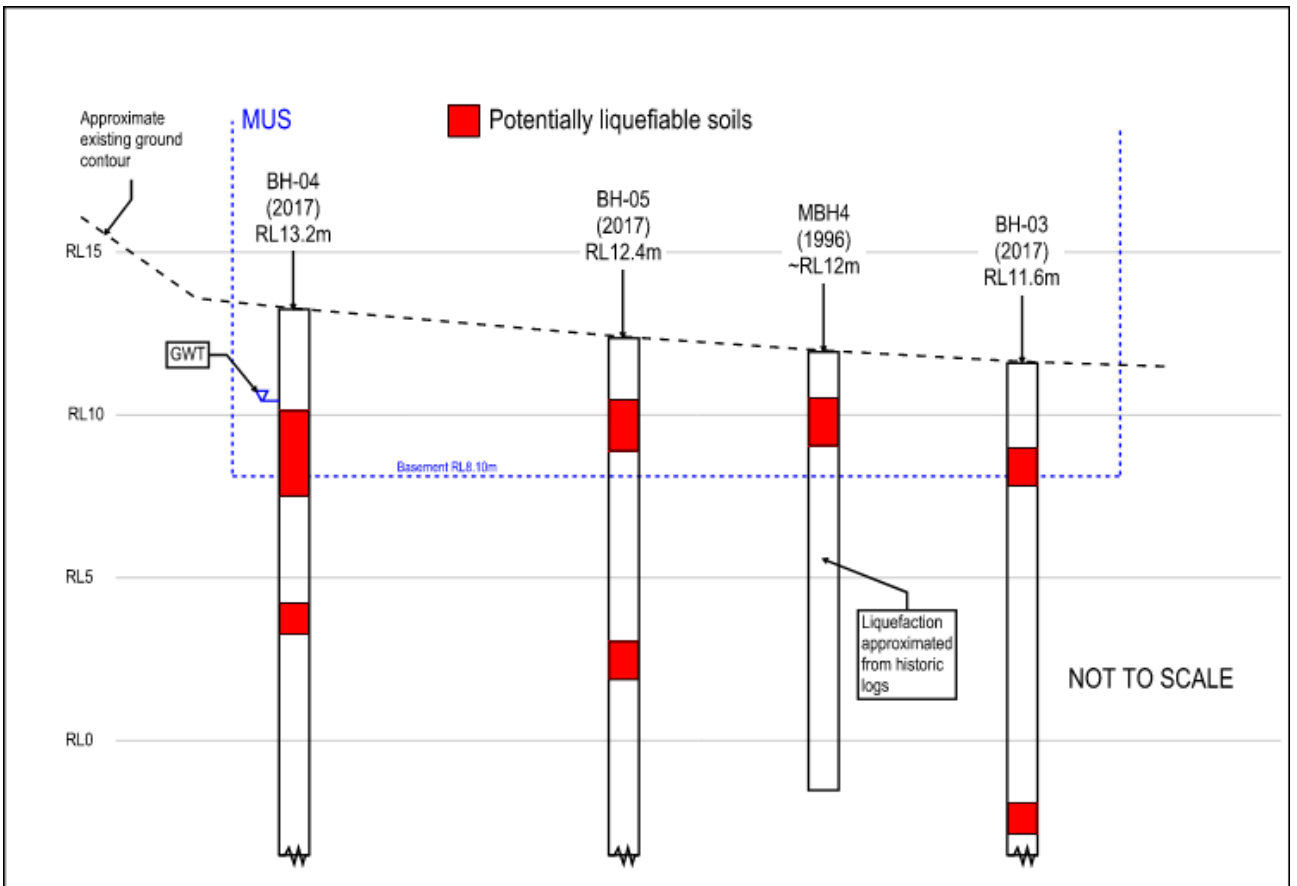 Approximate
existing ground
contour
MUS
Potentially liquefiable soils
BH-04
(2017)
RL13.2m
BH-05
(2017)
RL12.4m
MBH4
(1996)
~RL12m
BH-03
(2017)
RL11.6m
RL15
GWT
RL10
Basement RL8.10m
RL5
Liquefaction
approximated
from historic
logs
NOT TO SCALE
RL0